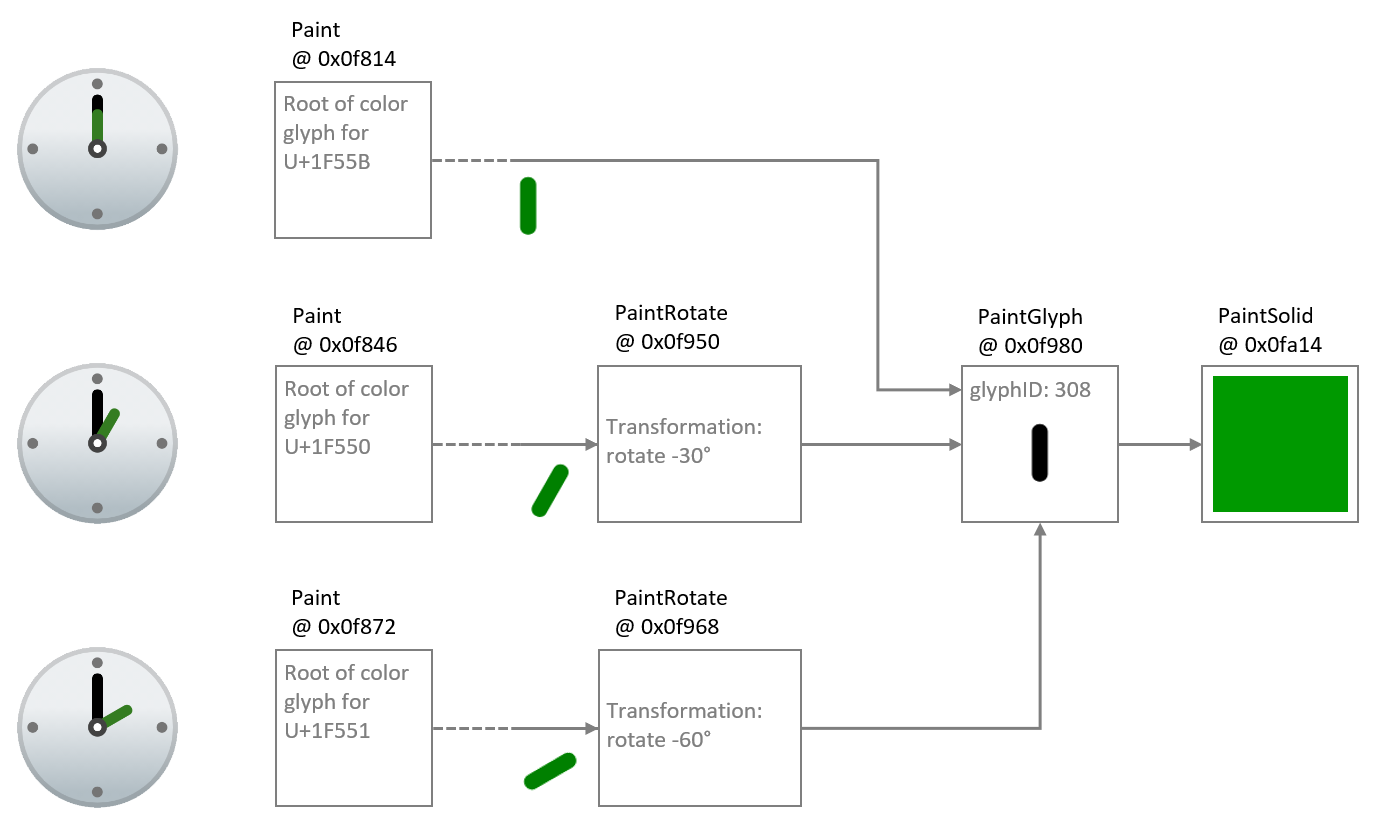 Paint
@ 0x0f814
Root of color
glyph for
U+1F55B
Paint
@ 0x0f846
Root of color
glyph for
U+1F550
PaintRotate
@ 0x0f950
Transformation:
rotate -30°
PaintGlyph
@ 0x0f980
glyphID: 308
PaintSolid
@ 0x0fa14
Paint
@ 0x0f872
Root of color
glyph for
U+1F551
PaintRotate
@ 0x0f968
Transformation:
rotate -60°